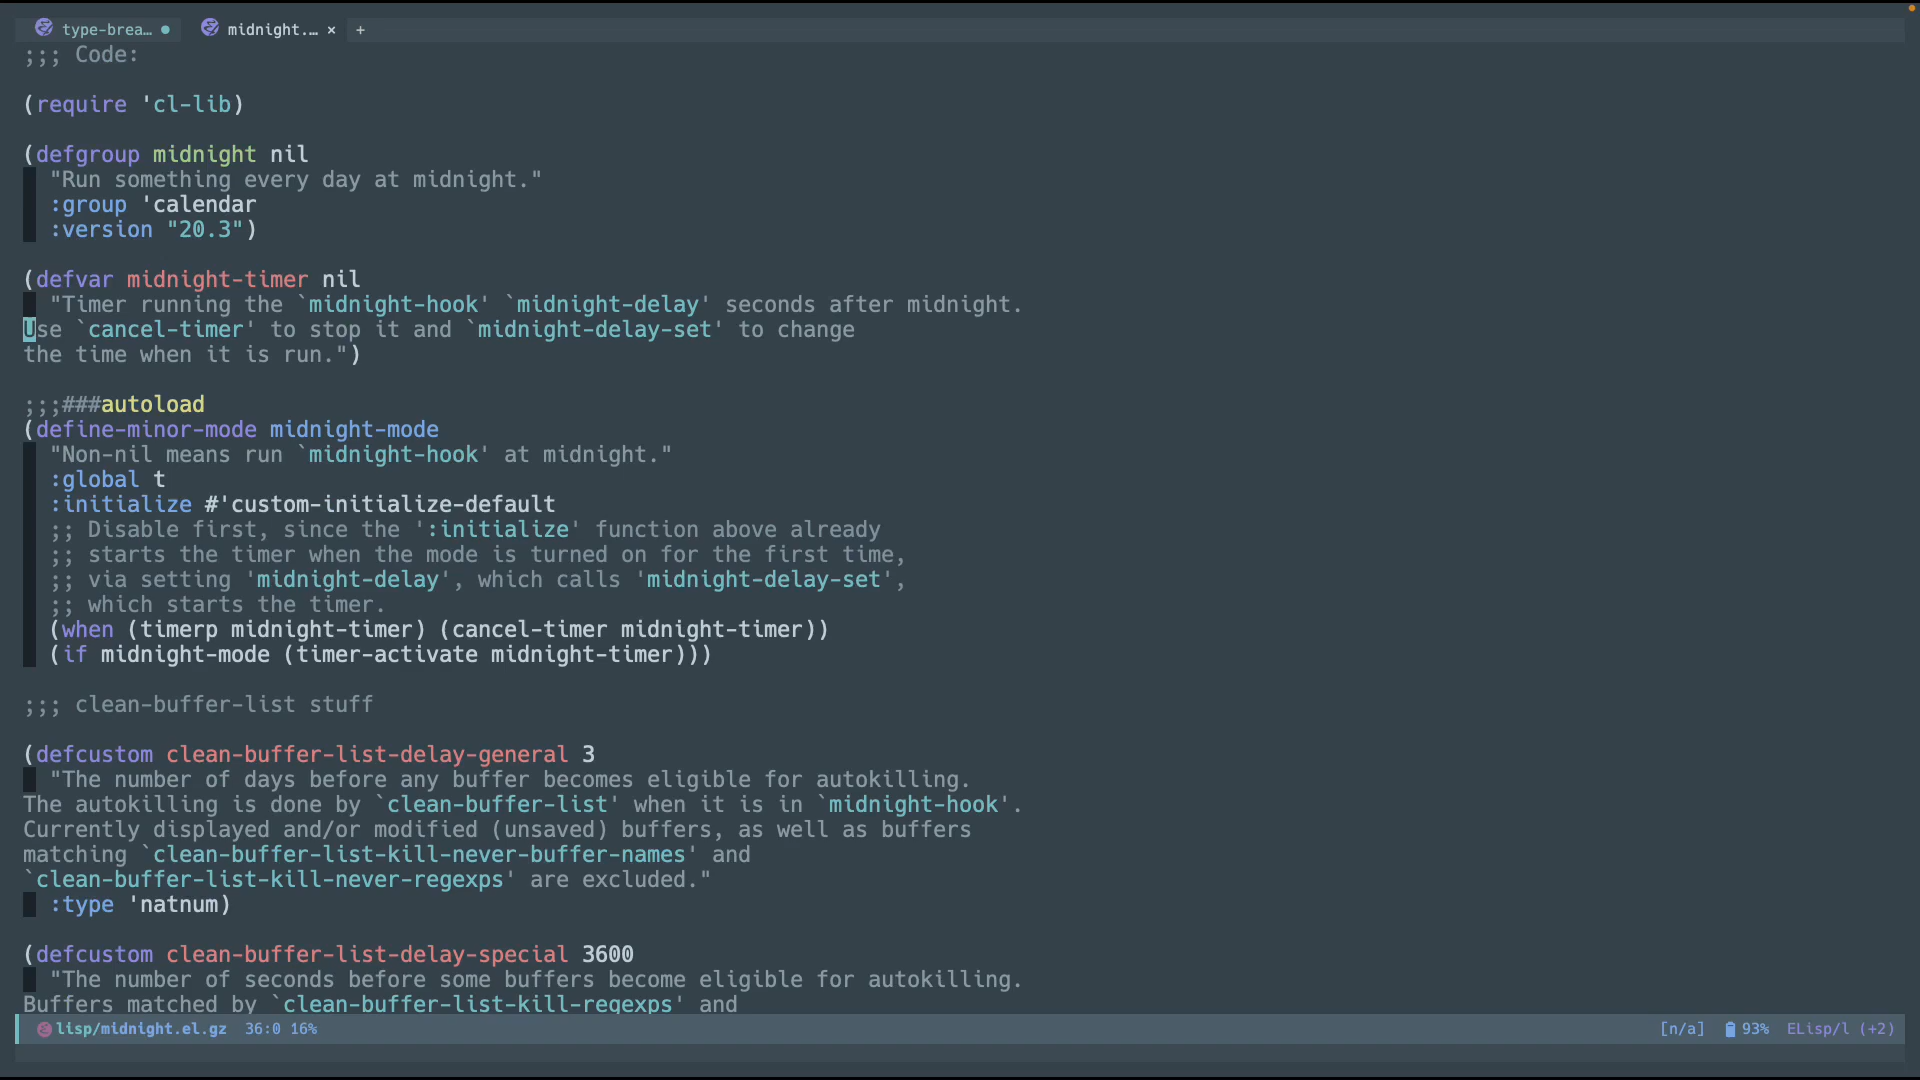 type-brea… ●
midnight.… × +
;;; Code:
(require 'cl-lib)
(defgroup midnight nil
"Run something every day at midnight."
:group 'calendar
:version "20.3")
(defvar midnight-timer nil
"Timer running the `midnight-hook' `midnight-delay' seconds after midnight.
Use `cancel-timer' to stop it and `midnight-delay-set' to change
the time when it is run.")
;;;###autoload
(define-minor-mode midnight-mode
"Non-nil means run `midnight-hook' at midnight."
:global t
:initialize #'custom-initialize-default
;; Disable first, since the ':initialize' function above already
;; starts the timer when the mode is turned on for the first time,
;; via setting 'midnight-delay', which calls 'midnight-delay-set',
;; which starts the timer.
(when (timerp midnight-timer) (cancel-timer midnight-timer))
(if midnight-mode (timer-activate midnight-timer)))
;;; clean-buffer-list stuff
(defcustom clean-buffer-list-delay-general 3
"The number of days before any buffer becomes eligible for autokilling.
The autokilling is done by `clean-buffer-list' when it is in `midnight-hook'.
Currently displayed and/or modified (unsaved) buffers, as well as buffers
matching `clean-buffer-list-kill-never-buffer-names' and
`clean-buffer-list-kill-never-regexps' are excluded."
:type 'natnum)
(defcustom clean-buffer-list-delay-special 3600
"The number of seconds before some buffers become eligible for autokilling.
Buffers matched by `clean-buffer-list-kill-regexps' and
lisp/midnight.el.gz 36:0 16% [n/a] 93% ELisp/l (+2)